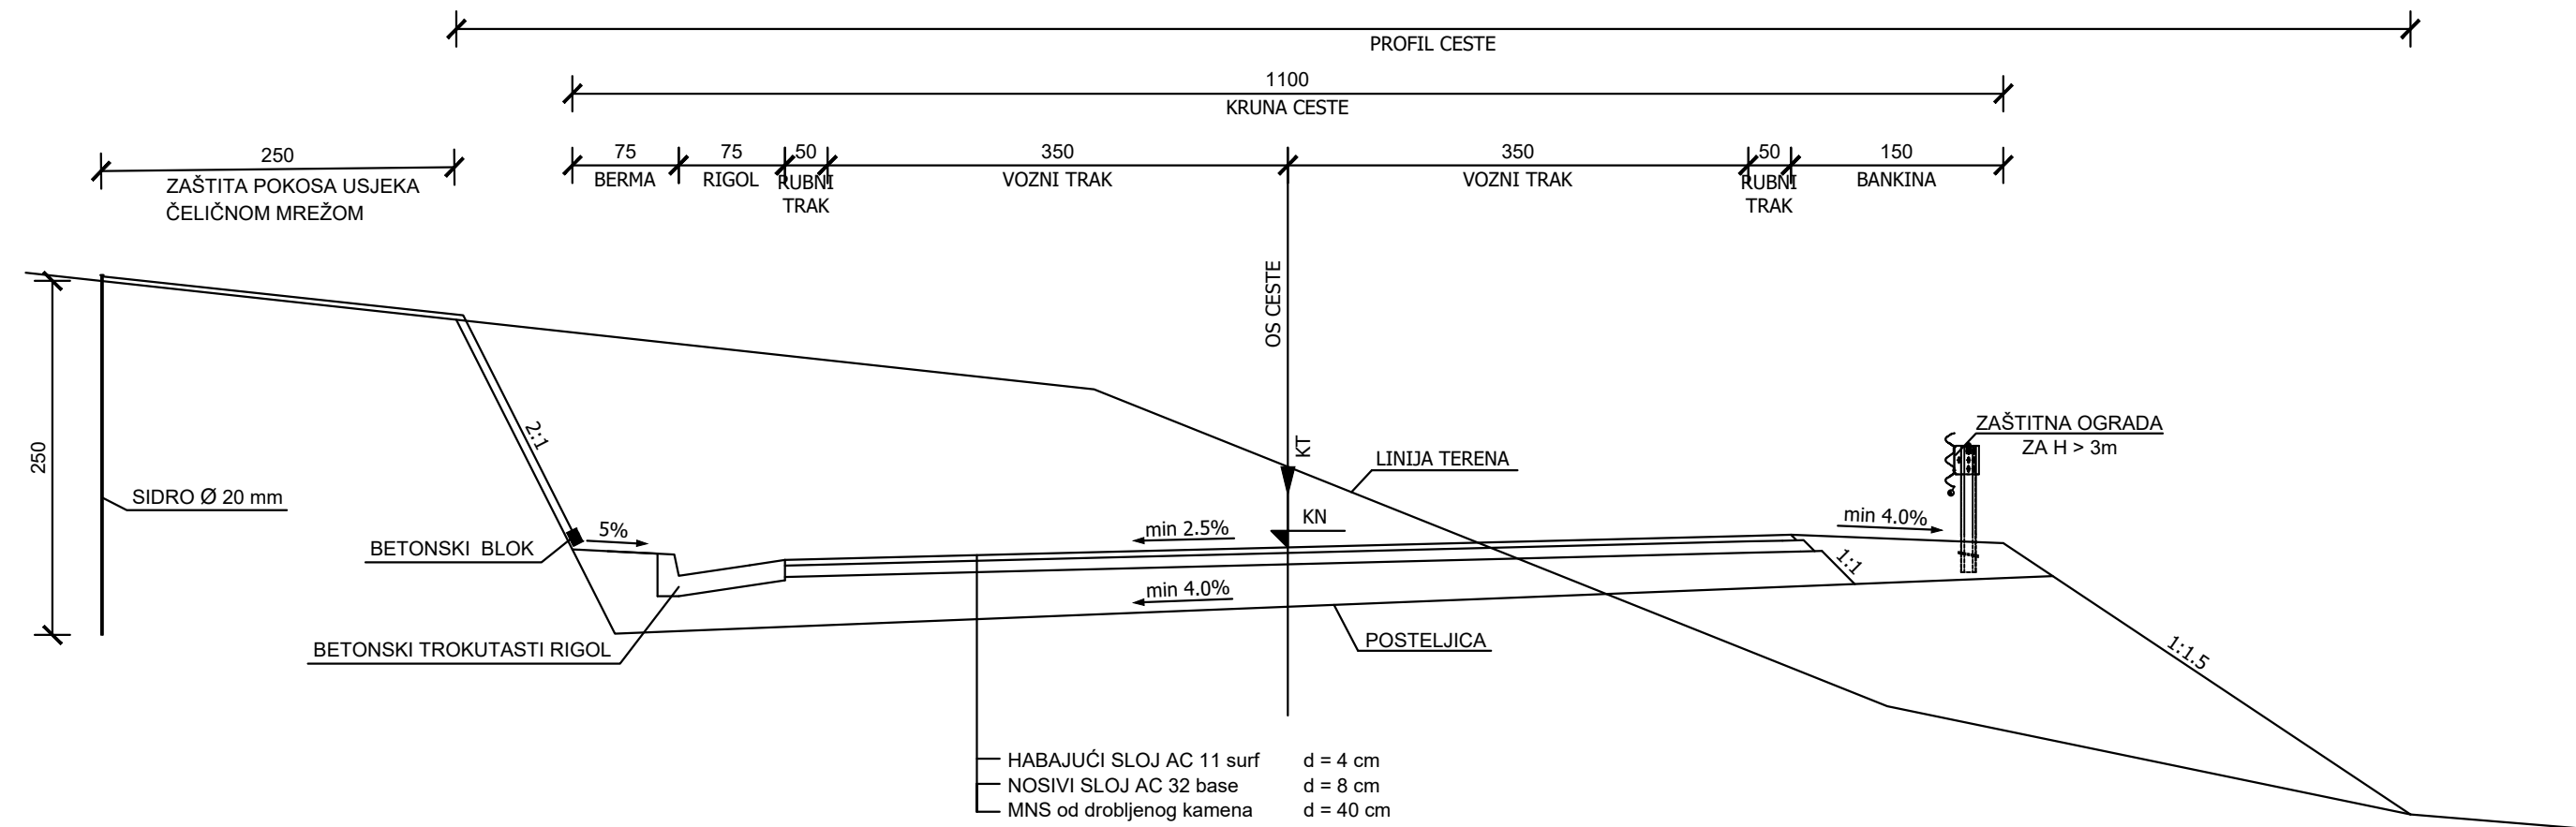 PROFIL CESTE
1100
KRUNA CESTE
250
75
75
50
350
350
50
150
ZAŠTITA POKOSA USJEKA
ČELIČNOM MREŽOM
BERMA
RIGOL
RUBNI
TRAK
VOZNI TRAK
VOZNI TRAK
RUBNI
TRAK
BANKINA
OS CESTE
2:1
KT
LINIJA TERENA
ZAŠTITNA OGRADA
ZA H > 3m
250
SIDRO Ø 20 mm
5%
min 2.5%
KN
min 4.0%
BETONSKI BLOK
1:1
min 4.0%
BETONSKI TROKUTASTI RIGOL
POSTELJICA
1:1.5
HABAJUĆI SLOJ AC 11 surf d = 4 cm
NOSIVI SLOJ AC 32 base d = 8 cm
MNS od drobljenog kamena d = 40 cm